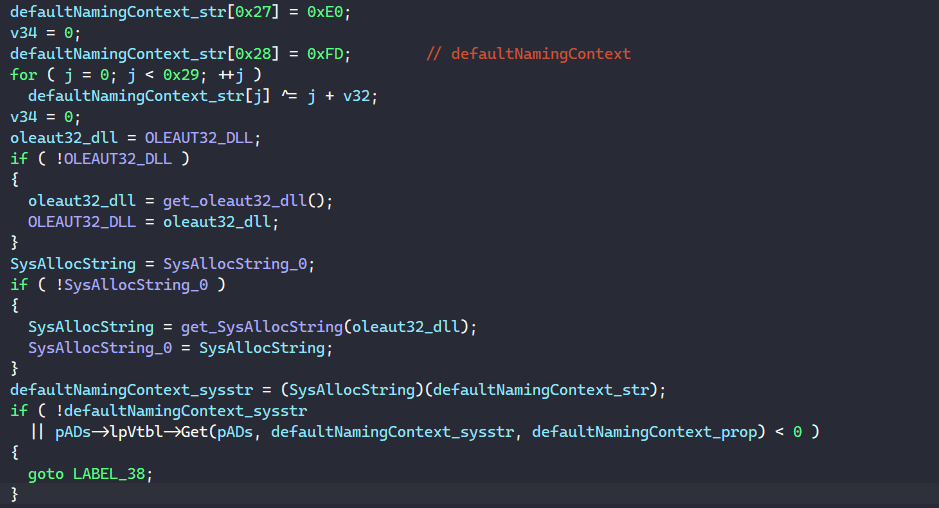 defaultNamingContext_str[0x27] = 0xE0;
v34 = 0;
defaultNamingContext_str[0x28] = 0xFD;        // defaultNamingContext
for ( j = 0; j < 0x29; ++j )
  defaultNamingContext_str[j] ^= j + v32;
v34 = 0;
oleaut32_dll = OLEAUT32_DLL;
if ( !OLEAUT32_DLL )
{
  oleaut32_dll = get_oleaut32_dll();
  OLEAUT32_DLL = oleaut32_dll;
}
SysAllocString = SysAllocString_0;
if ( !SysAllocString_0 )
{
  SysAllocString = get_SysAllocString(oleaut32_dll);
  SysAllocString_0 = SysAllocString;
}
defaultNamingContext_sysstr = (SysAllocString)(defaultNamingContext_str);
if ( !defaultNamingContext_sysstr
  || pADs->lpVtbl->Get(pADs, defaultNamingContext_sysstr, defaultNamingContext_prop) < 0 )
{
  goto LABEL_38;
}